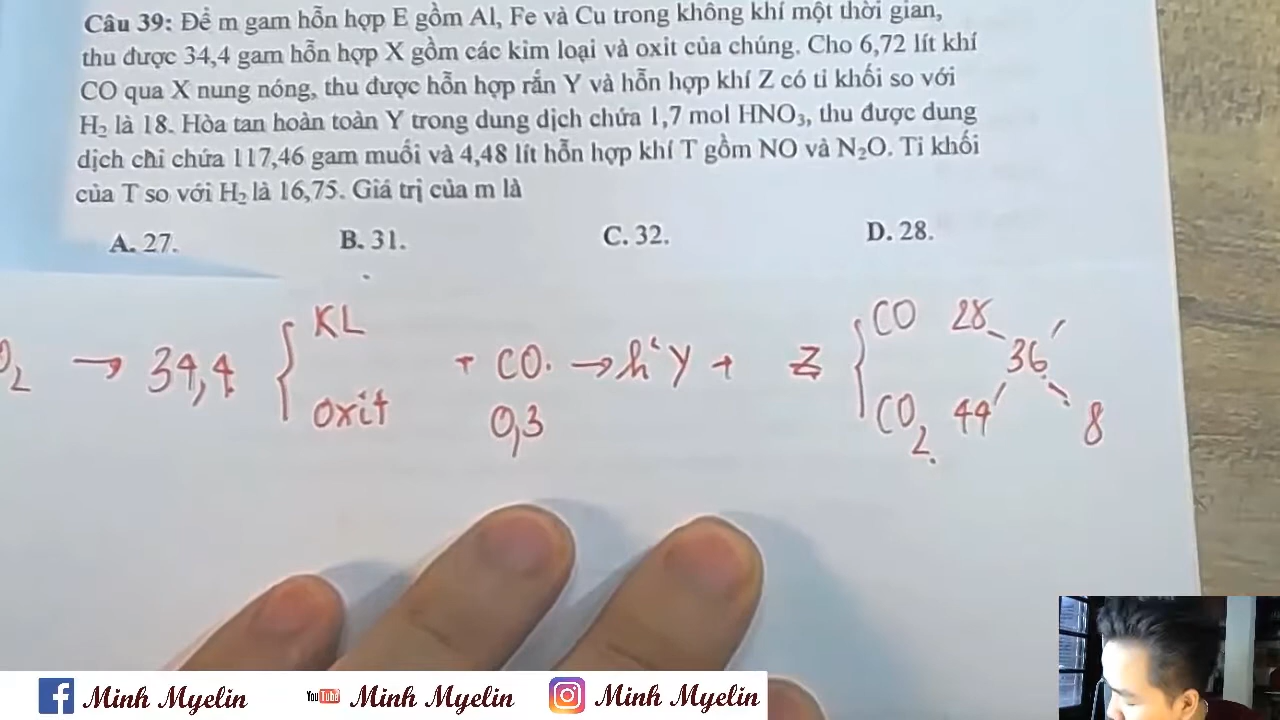 Câu 39: Để m gam hỗn hợp E gồm Al, Fe và Cu trong không khí một thời gian,
thu được 34,4 gam hỗn hợp X gồm các kim loại và oxit của chúng. Cho 6,72 lít khí
CO qua X nung nóng, thu được hỗn hợp rắn Y và hỗn hợp khí Z có tỉ khối so với
H₂ là 18. Hòa tan hoàn toàn Y trong dung dịch chứa 1,7 mol HNO₃, thu được dung
dịch chỉ chứa 117,46 gam muối và 4,48 lít hỗn hợp khí T gồm NO và N₂O. Tỉ khối
của T so với H₂ là 16,75. Giá trị của m là
A. 27. B. 31. C. 32. D. 28.
KL CO 28
O₂ → 34,4 + CO → h² Y + Z 36
oxit 0,3 CO₂ 44 8
Minh Myelin YouTube Minh Myelin Minh Myelin